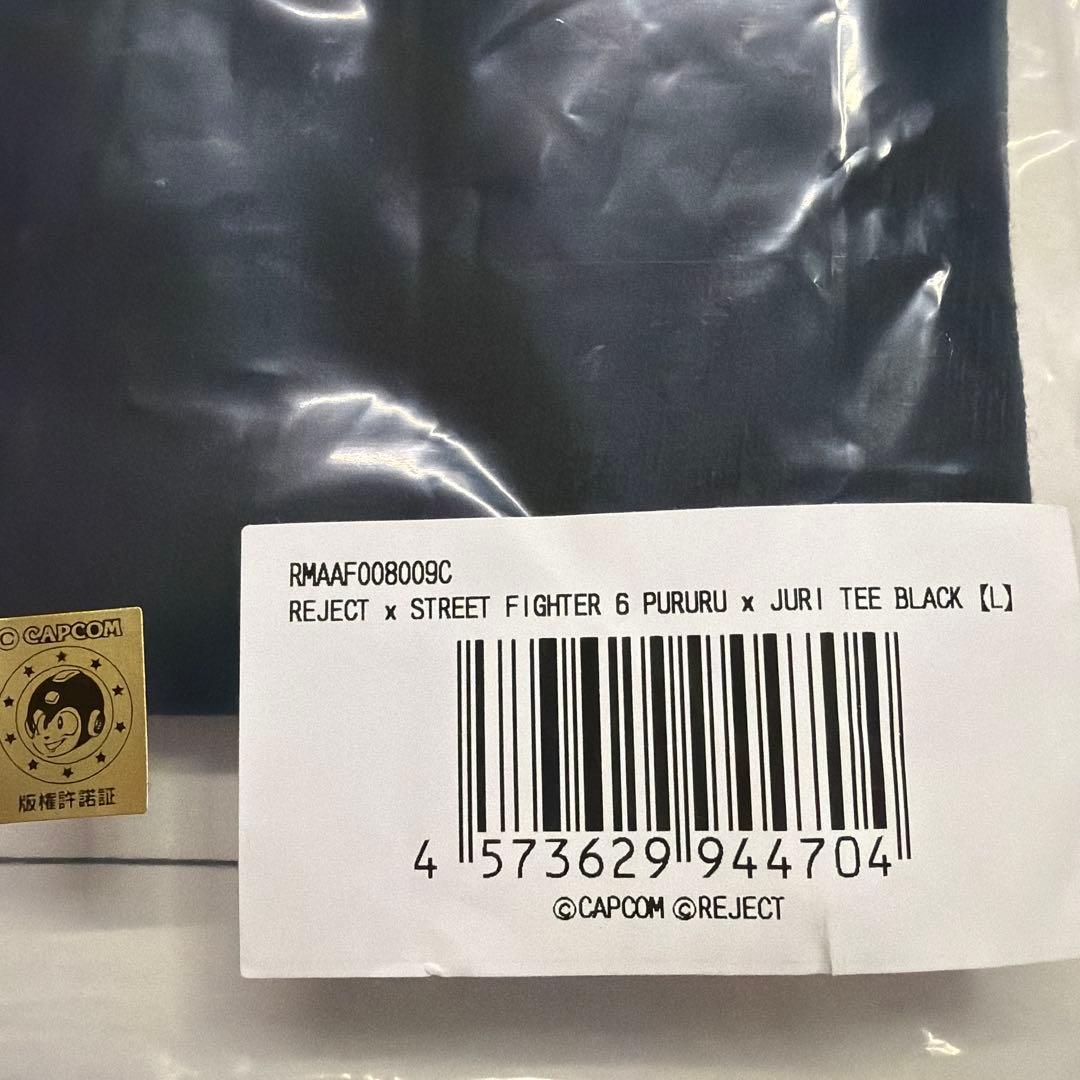 RMAAF008009C
REJECT x STREET FIGHTER 6 PURURU x JURI TEE BLACK【L】
4 573629 944704
©CAPCOM ©REJECT
©CAPCOM
版権許諾証